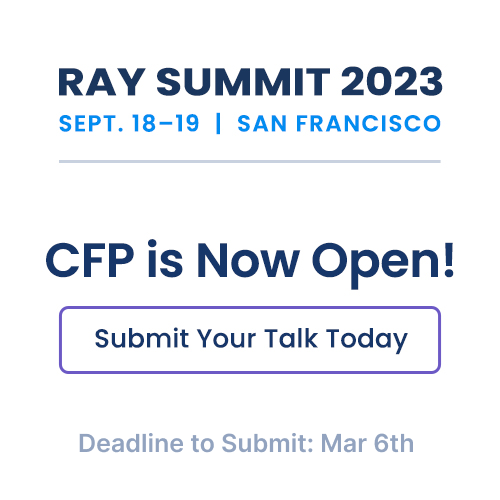 RAY SUMMIT 2023
SEPT. 18–19 | SAN FRANCISCO
CFP is Now Open!
Submit Your Talk Today
Deadline to Submit: Mar 6th